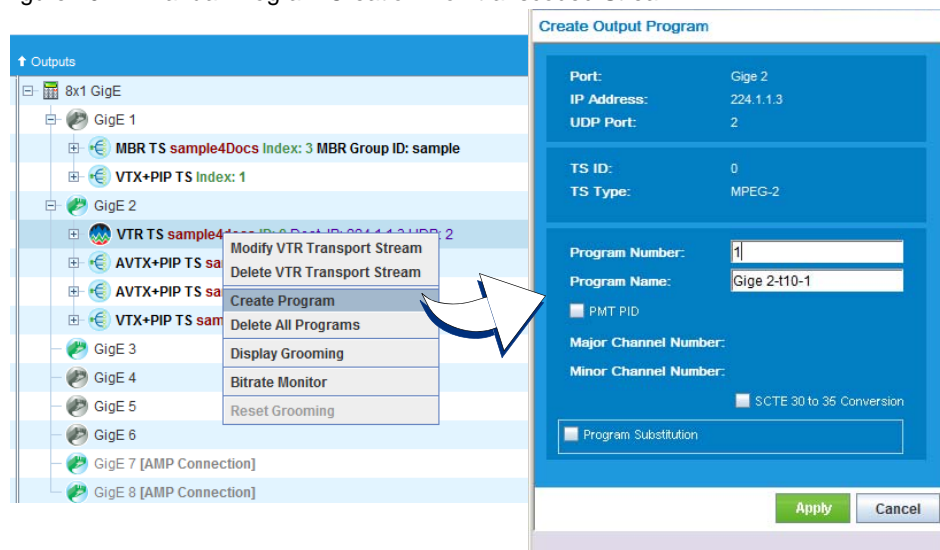 Create Output Program
Outputs
8x1 GigE
GigE 1
MBR TS sample4Docs Index: 3 MBR Group ID: sample
VTX+PIP TS Index: 1
GigE 2
VTR TS UDP: 2
AVTX+PIP TS
AVTX+PIP TS
VTX+PIP TS
GigE 3
GigE 4
GigE 5
GigE 6
GigE 7 [AMP Connection]
GigE 8 [AMP Connection]
Modify VTR Transport Stream
Delete VTR Transport Stream
Create Program
Delete All Programs
Display Grooming
Bitrate Monitor
Reset Grooming
Port: Gige 2
IP Address: 224.1.1.3
UDP Port: 2
TS ID: 0
TS Type: MPEG-2
Program Number: 1
Program Name: Gige 2-t10-1
PMT PID
Major Channel Number:
Minor Channel Number:
SCTE 30 to 35 Conversion
Program Substitution
Apply Cancel